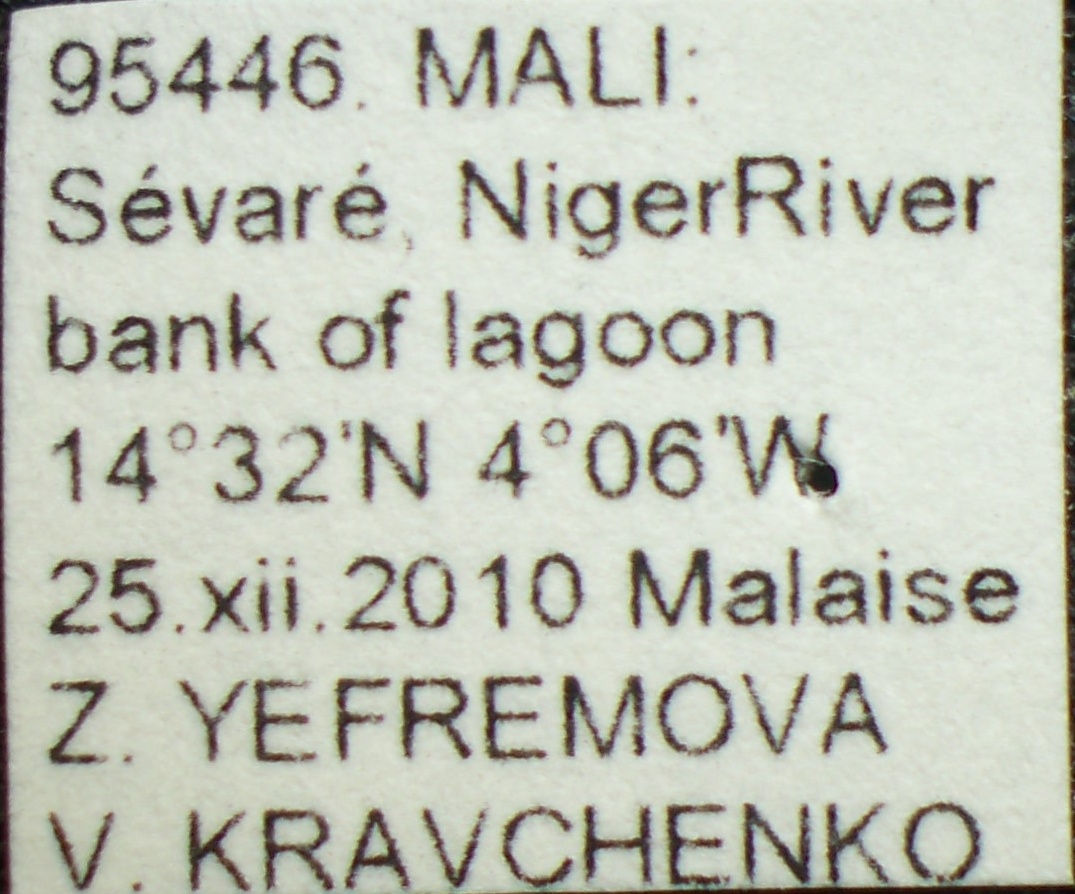 95446. MALI:
Sévaré, NigerRiver
bank of lagoon
14°32'N 4°06'W
25.xii.2010 Malaise
Z. YEFREMOVA
V. KRAVCHENKO